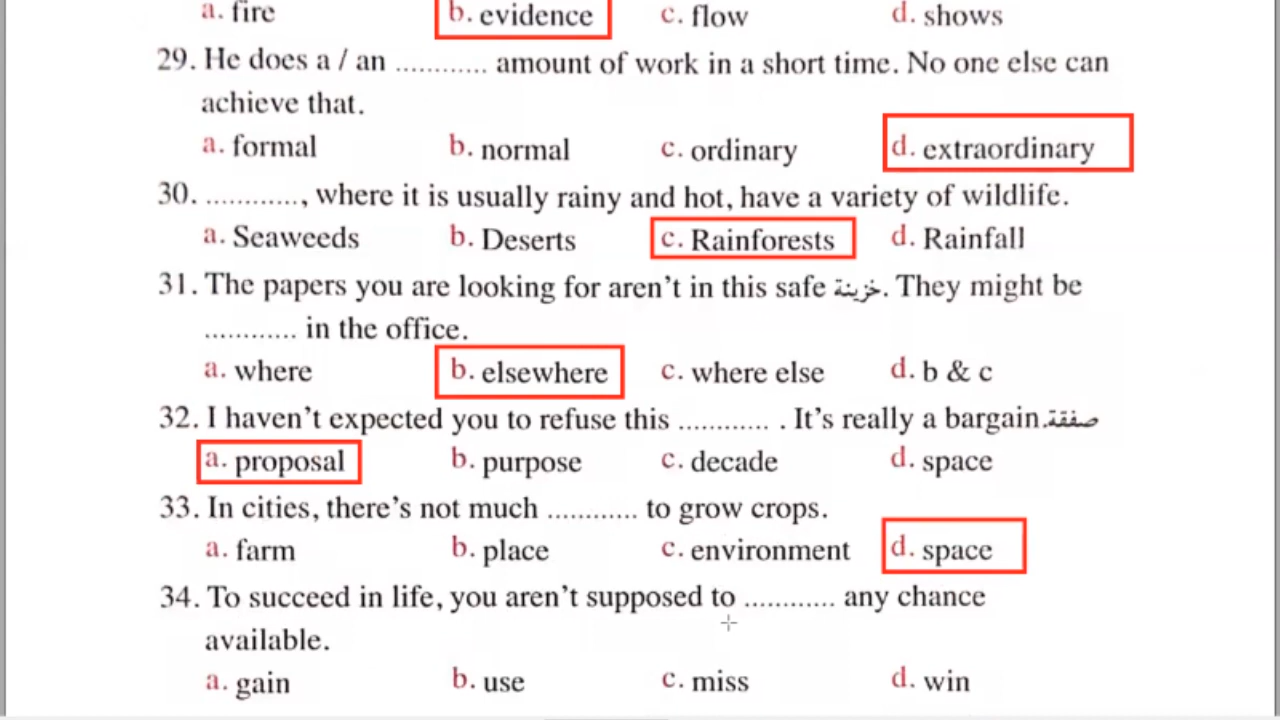 a. fire b. evidence c. flow d. shows
29. He does a / an ............ amount of work in a short time. No one else can
achieve that.
a. formal b. normal c. ordinary d. extraordinary
30. ............, where it is usually rainy and hot, have a variety of wildlife.
a. Seaweeds b. Deserts c. Rainforests d. Rainfall
31. The papers you are looking for aren't in this safe خزينة. They might be
............ in the office.
a. where b. elsewhere c. where else d. b & c
32. I haven't expected you to refuse this ............ . It's really a bargain.صفقة
a. proposal b. purpose c. decade d. space
33. In cities, there's not much ............ to grow crops.
a. farm b. place c. environment d. space
34. To succeed in life, you aren't supposed to ............ any chance
available.
a. gain b. use c. miss d. win